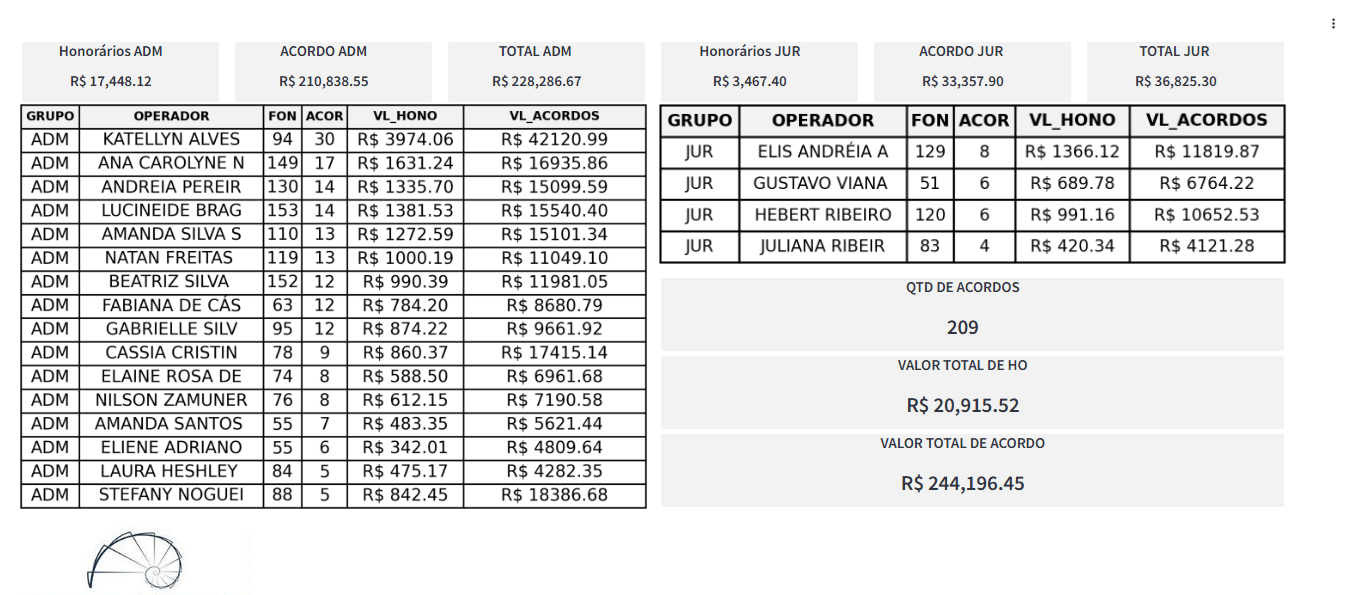 Honorários ADM
R$ 17,448.12
ACORDO ADM
R$ 210,838.55
TOTAL ADM
R$ 228,286.67
Honorários JUR
R$ 3,467.40
ACORDO JUR
R$ 33,357.90
TOTAL JUR
R$ 36,825.30
GRUPO OPERADOR FON ACOR VL_HONO VL_ACORDOS
ADM KATELLYN ALVES 94 30 R$ 3974.06 R$ 42120.99
ADM ANA CAROLYNE N 149 17 R$ 1631.24 R$ 16935.86
ADM ANDREIA PEREIR 130 14 R$ 1335.70 R$ 15099.59
ADM LUCINEIDE BRAG 153 14 R$ 1381.53 R$ 15540.40
ADM AMANDA SILVA S 110 13 R$ 1272.59 R$ 15101.34
ADM NATAN FREITAS 119 13 R$ 1000.19 R$ 11049.10
ADM BEATRIZ SILVA 152 12 R$ 990.39 R$ 11981.05
ADM FABIANA DE CÁS 63 12 R$ 784.20 R$ 8680.79
ADM GABRIELLE SILV 95 12 R$ 874.22 R$ 9661.92
ADM CASSIA CRISTIN 78 9 R$ 860.37 R$ 17415.14
ADM ELAINE ROSA DE 74 8 R$ 588.50 R$ 6961.68
ADM NILSON ZAMUNER 76 8 R$ 612.15 R$ 7190.58
ADM AMANDA SANTOS 55 7 R$ 483.35 R$ 5621.44
ADM ELIENE ADRIANO 55 6 R$ 342.01 R$ 4809.64
ADM LAURA HESHLEY 84 5 R$ 475.17 R$ 4282.35
ADM STEFANY NOGUEI 88 5 R$ 842.45 R$ 18386.68
GRUPO OPERADOR FON ACOR VL_HONO VL_ACORDOS
JUR ELIS ANDRÉIA A 129 8 R$ 1366.12 R$ 11819.87
JUR GUSTAVO VIANA 51 6 R$ 689.78 R$ 6764.22
JUR HEBERT RIBEIRO 120 6 R$ 991.16 R$ 10652.53
JUR JULIANA RIBEIR 83 4 R$ 420.34 R$ 4121.28
QTD DE ACORDOS
209
VALOR TOTAL DE HO
R$ 20,915.52
VALOR TOTAL DE ACORDO
R$ 244,196.45